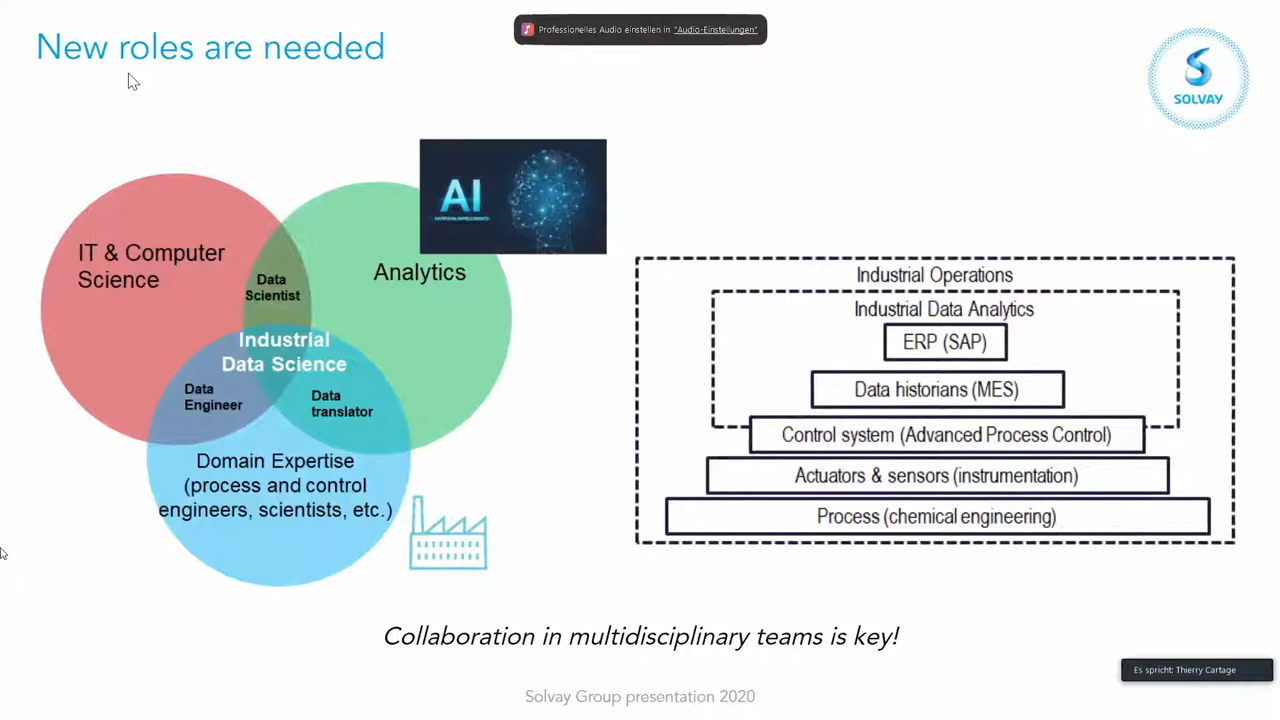 New roles are needed
Professionelles Audio einstellen in "Audio-Einstellungen"
SOLVAY
AI
ARTIFICIAL INTELLIGENCE
IT & Computer
Science
Data
Scientist
Analytics
Industrial
Data Science
Data
Engineer
Data
translator
Domain Expertise
(process and control
engineers, scientists, etc.)
Industrial Operations
Industrial Data Analytics
ERP (SAP)
Data historians (MES)
Control system (Advanced Process Control)
Actuators & sensors (instrumentation)
Process (chemical engineering)
Collaboration in multidisciplinary teams is key!
Es spricht: Thierry Cartage
Solvay Group presentation 2020